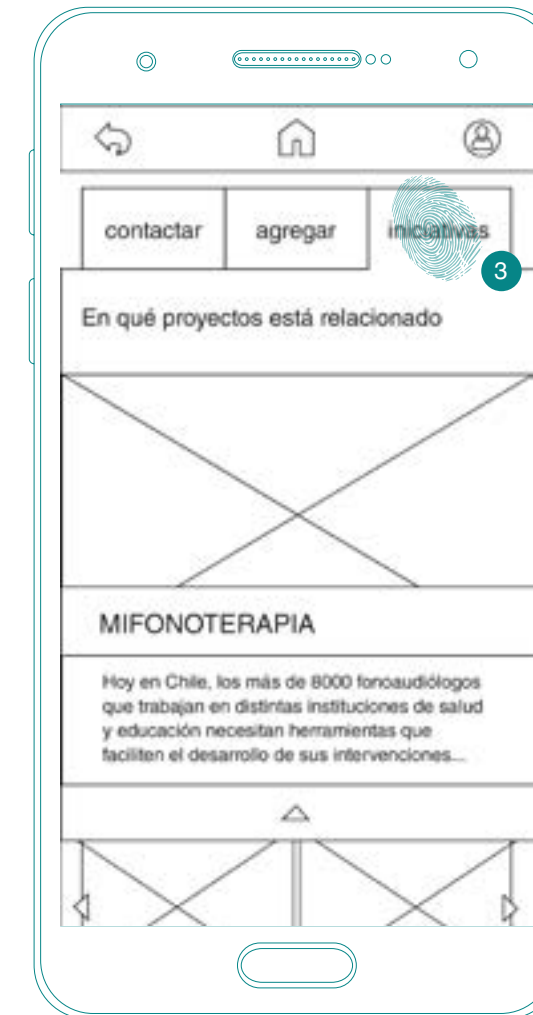 contactar agregar iniciativas
3
En qué proyectos está relacionado
MIFONOTERAPIA
Hoy en Chile, los más de 8000 fonoaudiólogos
que trabajan en distintas instituciones de salud
y educación necesitan herramientas que
faciliten el desarrollo de sus intervenciones...